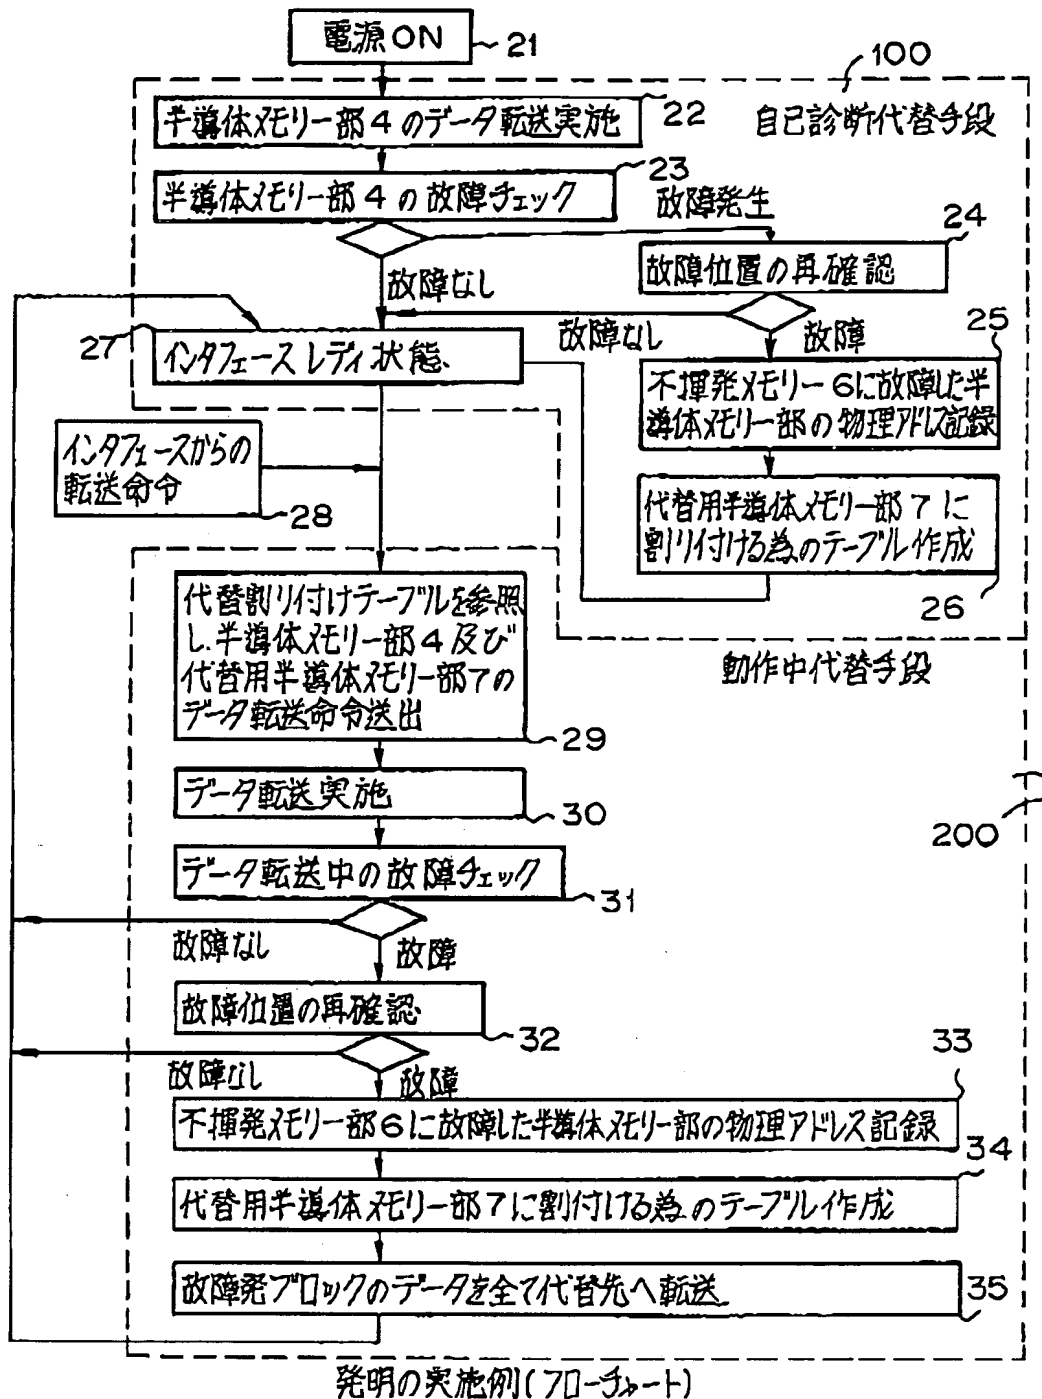 電源ON
21
100
自己診断代替手段
半導体メモリー部4のデータ転送実施
22
半導体メモリー部4の故障チェック
23
故障発生
24
故障位置の再確認
故障なし
故障なし
故障
25
27
インタフェースレディ状態
不揮発メモリー6に故障した半
導体メモリー部の物理アドレス記録
インタフェースからの
転送命令
28
代替用半導体メモリー部7に
割り付ける為のテーブル作成
26
代替割り付けテーブルを参照
し、半導体メモリー部4及び
代替用半導体メモリー部7の
データ転送命令送出
29
動作中代替手段
データ転送実施
30
200
データ転送中の故障チェック
31
故障なし
故障
故障位置の再確認
32
故障なし
故障
33
不揮発メモリー部6に故障した半導体メモリー部の物理アドレス記録
34
代替用半導体メモリー部7に割付ける為のテーブル作成
故障発ブロックのデータを全て代替先へ転送
35
発明の実施例(フローチャート)